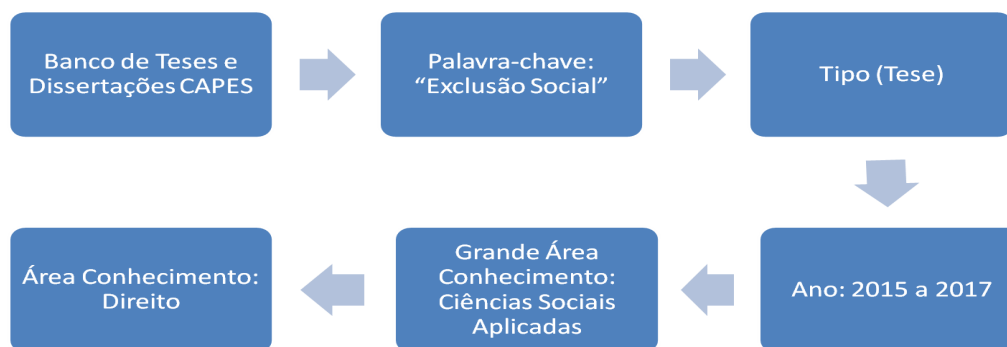 Banco de Teses e
Dissertações CAPES
Palavra-chave:
“Exclusão Social”
Tipo (Tese)
Ano: 2015 a 2017
Grande Área
Conhecimento:
Ciências Sociais
Aplicadas
Área Conhecimento:
Direito